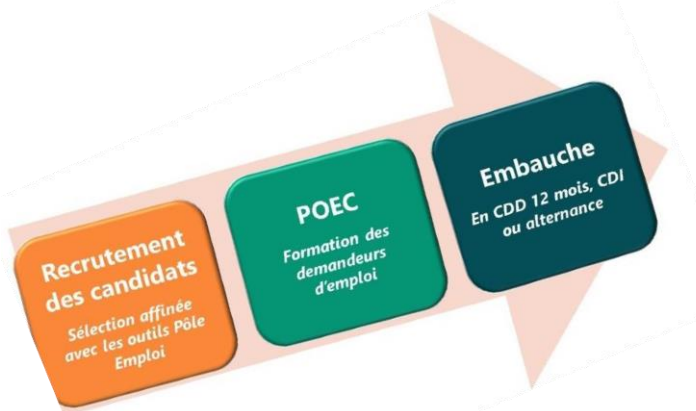 Recrutement
des candidats
Sélection affinée
avec les outils Pôle
Emploi
POEC
Formation des
demandeurs
d'emploi
Embauche
En CDD 12 mois, CDI
ou alternance